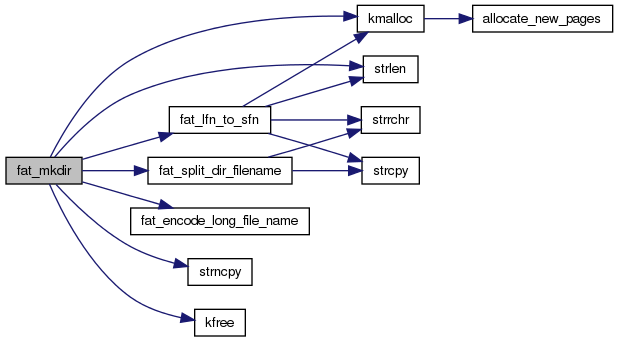 kmalloc
allocate_new_pages
strlen
fat_lfn_to_sfn
strrchr
fat_mkdir
fat_split_dir_filename
strcpy
fat_encode_long_file_name
strncpy
kfree